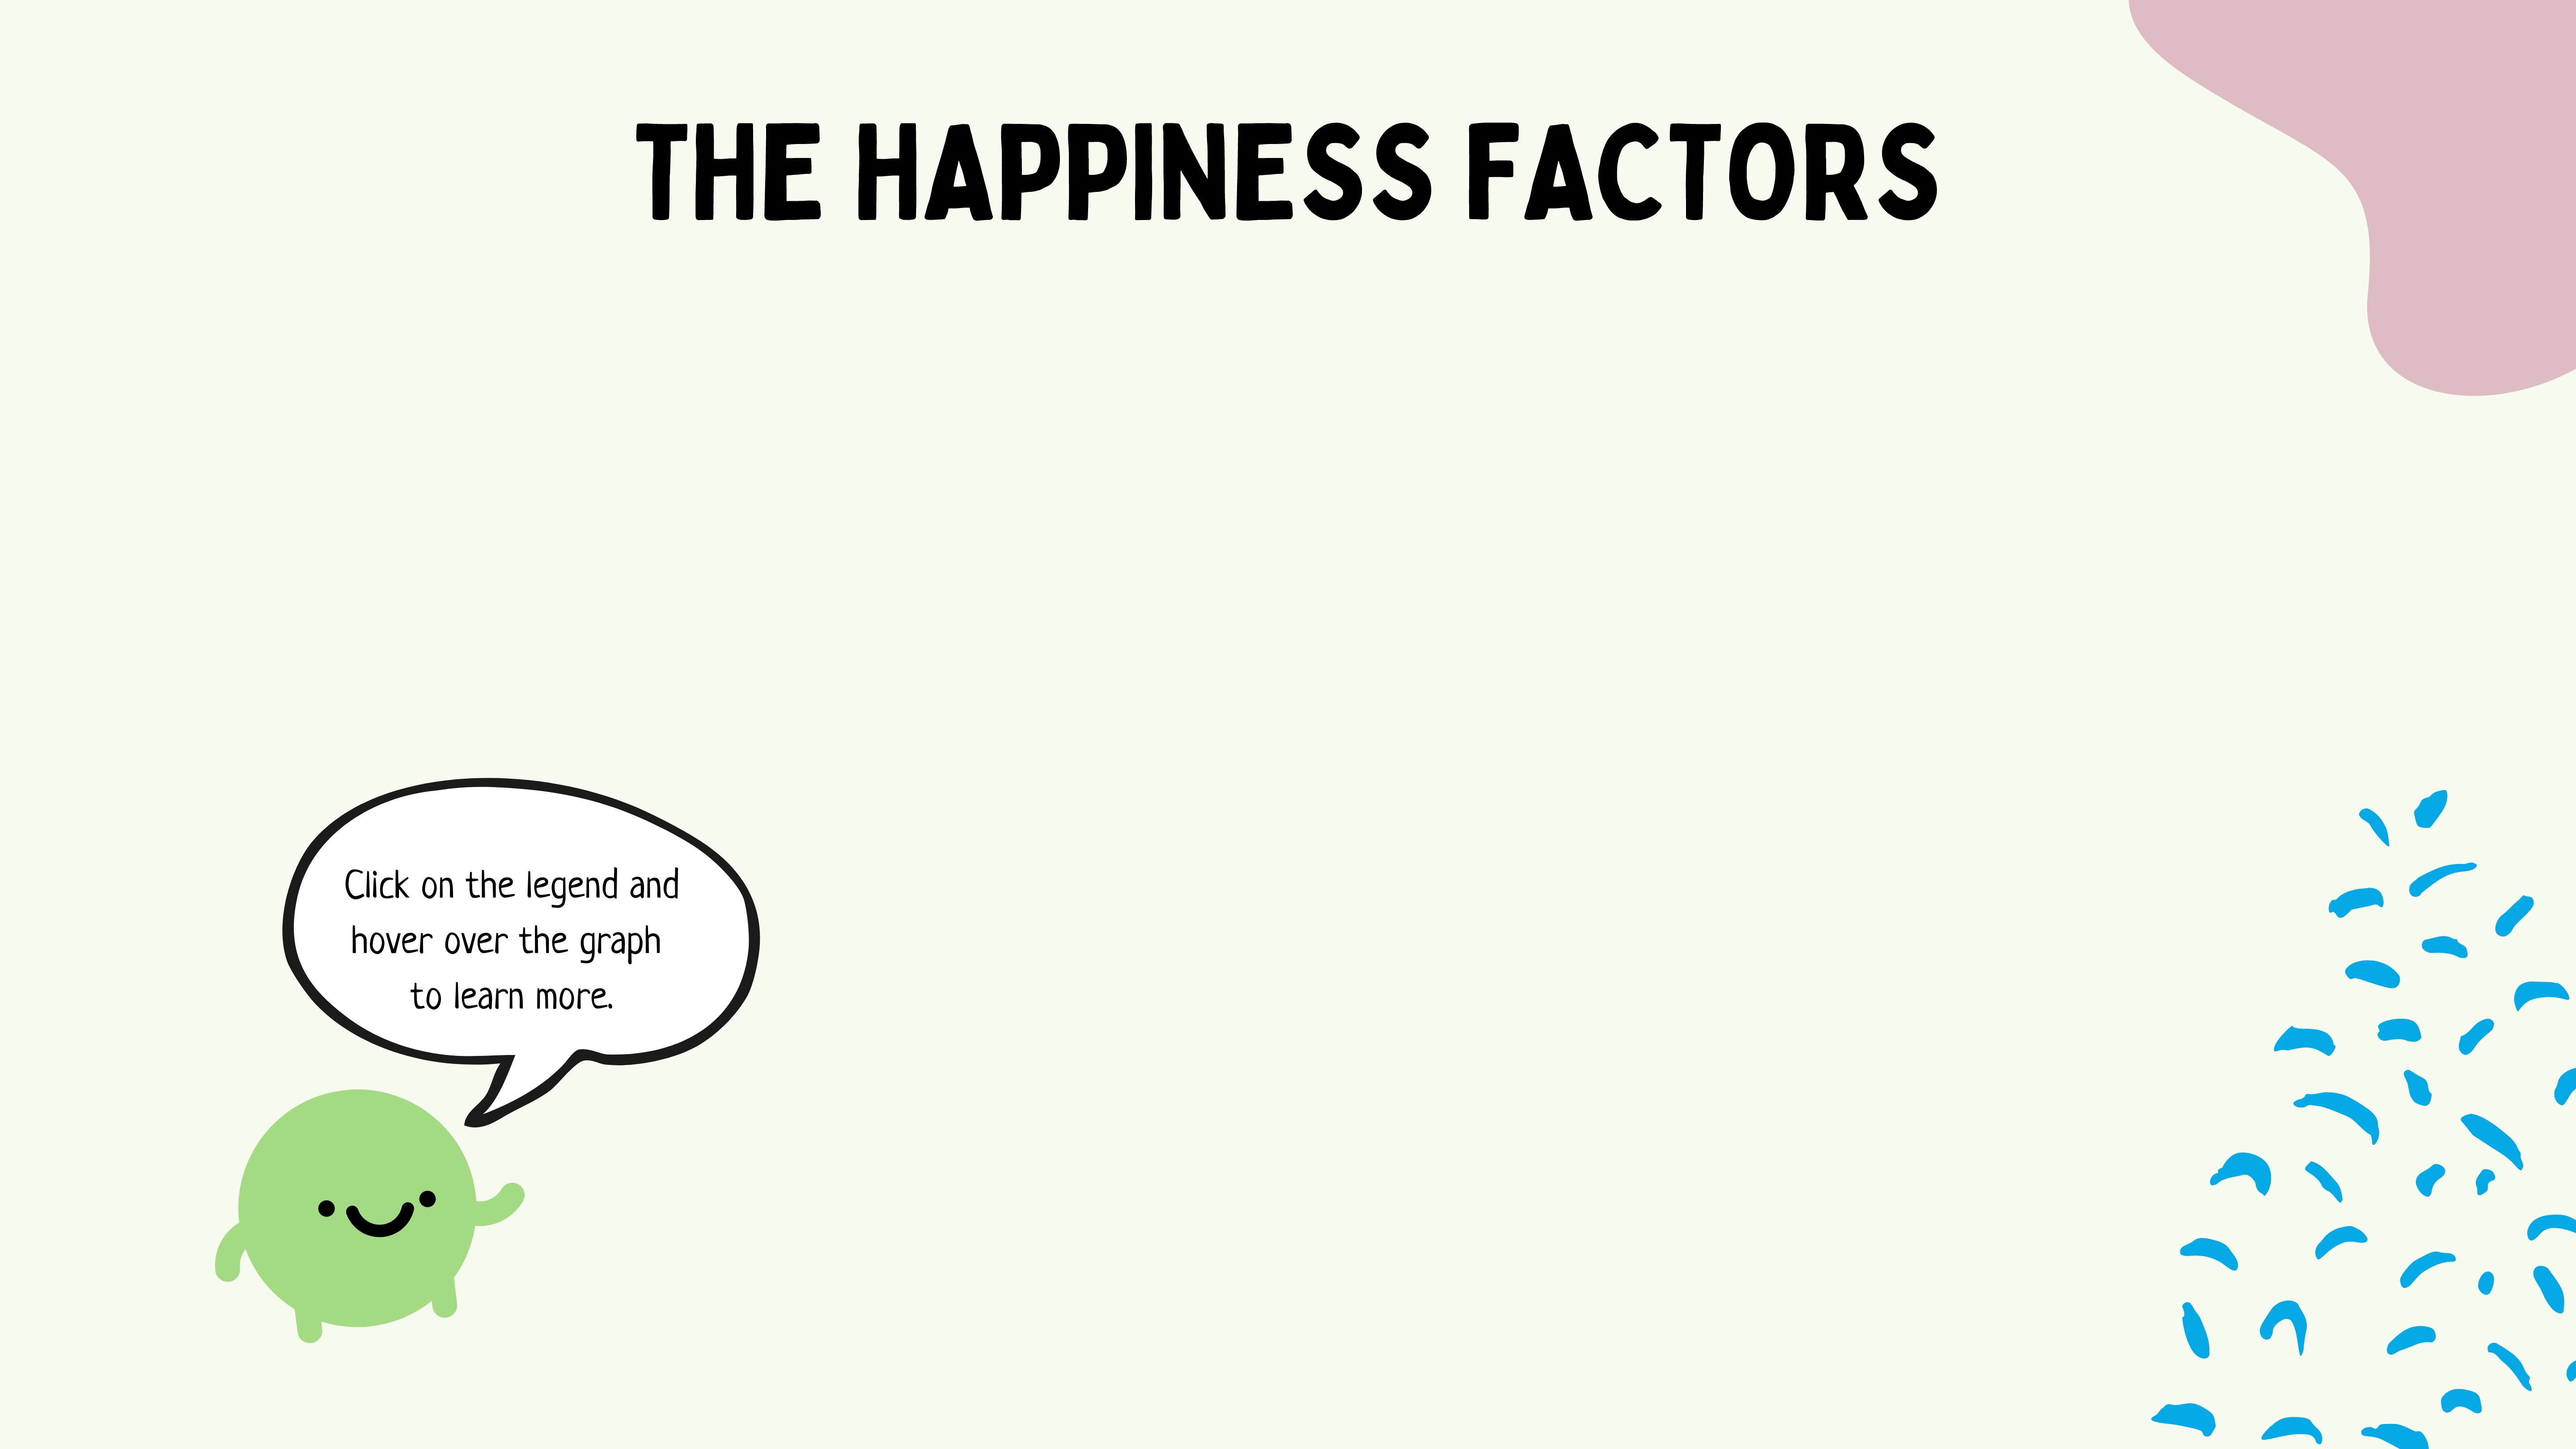 THE HAPPINESS FACTORS
Click on the legend and
hover over the graph
to learn more.